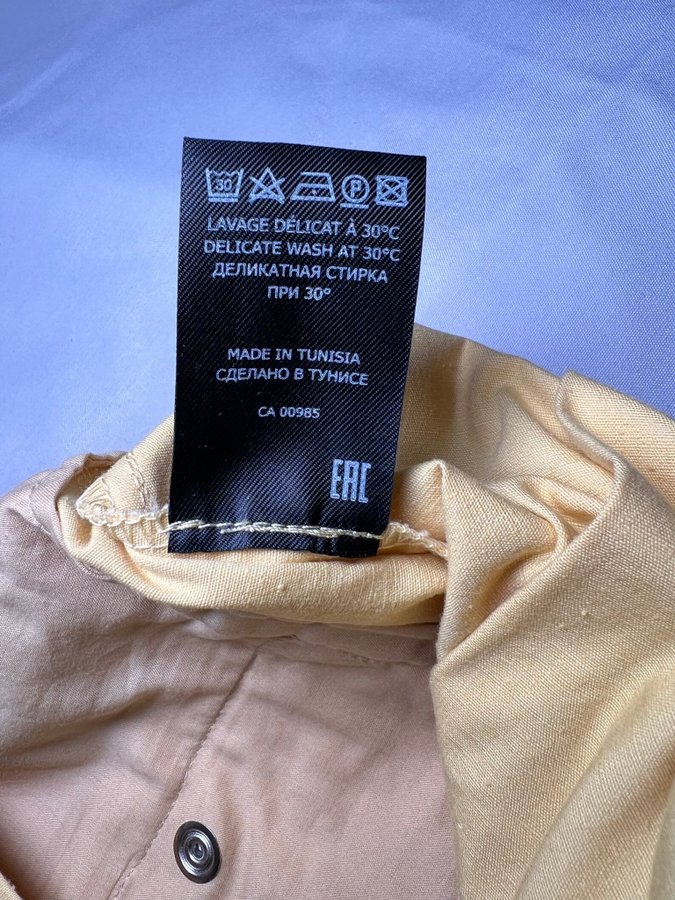 30 P
LAVAGE DÉLICAT À 30°C
DELICATE WASH AT 30°C
ДЕЛИКАТНАЯ СТИРКА
ПРИ 30°
MADE IN TUNISIA
СДЕЛАНО В ТУНИСЕ
CA 00985
EAC